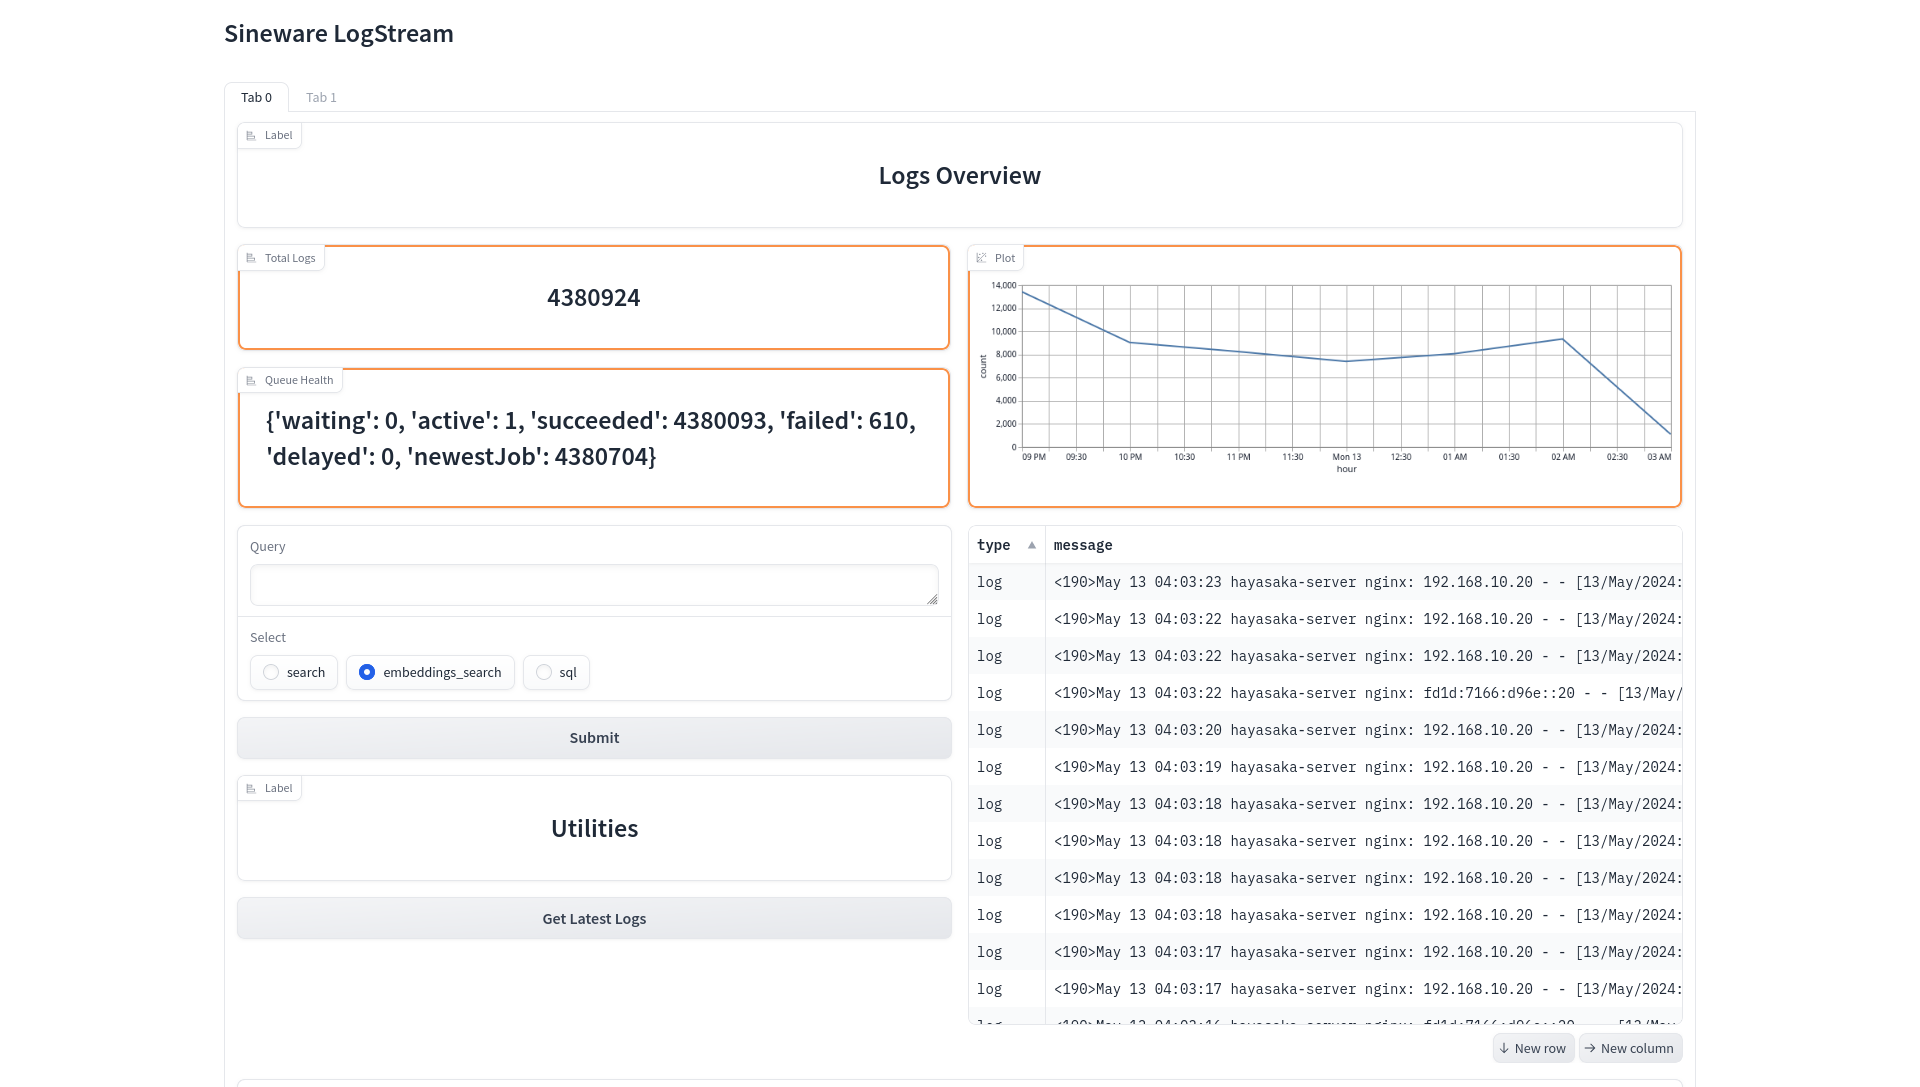 Sineware LogStream
Tab 0 Tab 1
Label
Logs Overview
Total Logs
4380924
Queue Health
{'waiting': 0, 'active': 1, 'succeeded': 4380093, 'failed': 610,
'delayed': 0, 'newestJob': 4380704}
Plot
14,000
12,000
10,000
8,000
6,000
4,000
2,000
0
count
09 PM 09:30 10 PM 10:30 11 PM 11:30 Mon 13 12:30 01 AM 01:30 02 AM 02:30 03 AM
hour
Query
Select
search embeddings_search sql
Submit
Label
Utilities
Get Latest Logs
type message
log <190>May 13 04:03:23 hayasaka-server nginx: 192.168.10.20 - - [13/May/2024:
log <190>May 13 04:03:22 hayasaka-server nginx: 192.168.10.20 - - [13/May/2024:
log <190>May 13 04:03:22 hayasaka-server nginx: 192.168.10.20 - - [13/May/2024:
log <190>May 13 04:03:22 hayasaka-server nginx: fd1d:7166:d96e::20 - - [13/May/
log <190>May 13 04:03:20 hayasaka-server nginx: 192.168.10.20 - - [13/May/2024:
log <190>May 13 04:03:19 hayasaka-server nginx: 192.168.10.20 - - [13/May/2024:
log <190>May 13 04:03:18 hayasaka-server nginx: 192.168.10.20 - - [13/May/2024:
log <190>May 13 04:03:18 hayasaka-server nginx: 192.168.10.20 - - [13/May/2024:
log <190>May 13 04:03:18 hayasaka-server nginx: 192.168.10.20 - - [13/May/2024:
log <190>May 13 04:03:18 hayasaka-server nginx: 192.168.10.20 - - [13/May/2024:
log <190>May 13 04:03:17 hayasaka-server nginx: 192.168.10.20 - - [13/May/2024:
log <190>May 13 04:03:17 hayasaka-server nginx: 192.168.10.20 - - [13/May/2024:
New row New column